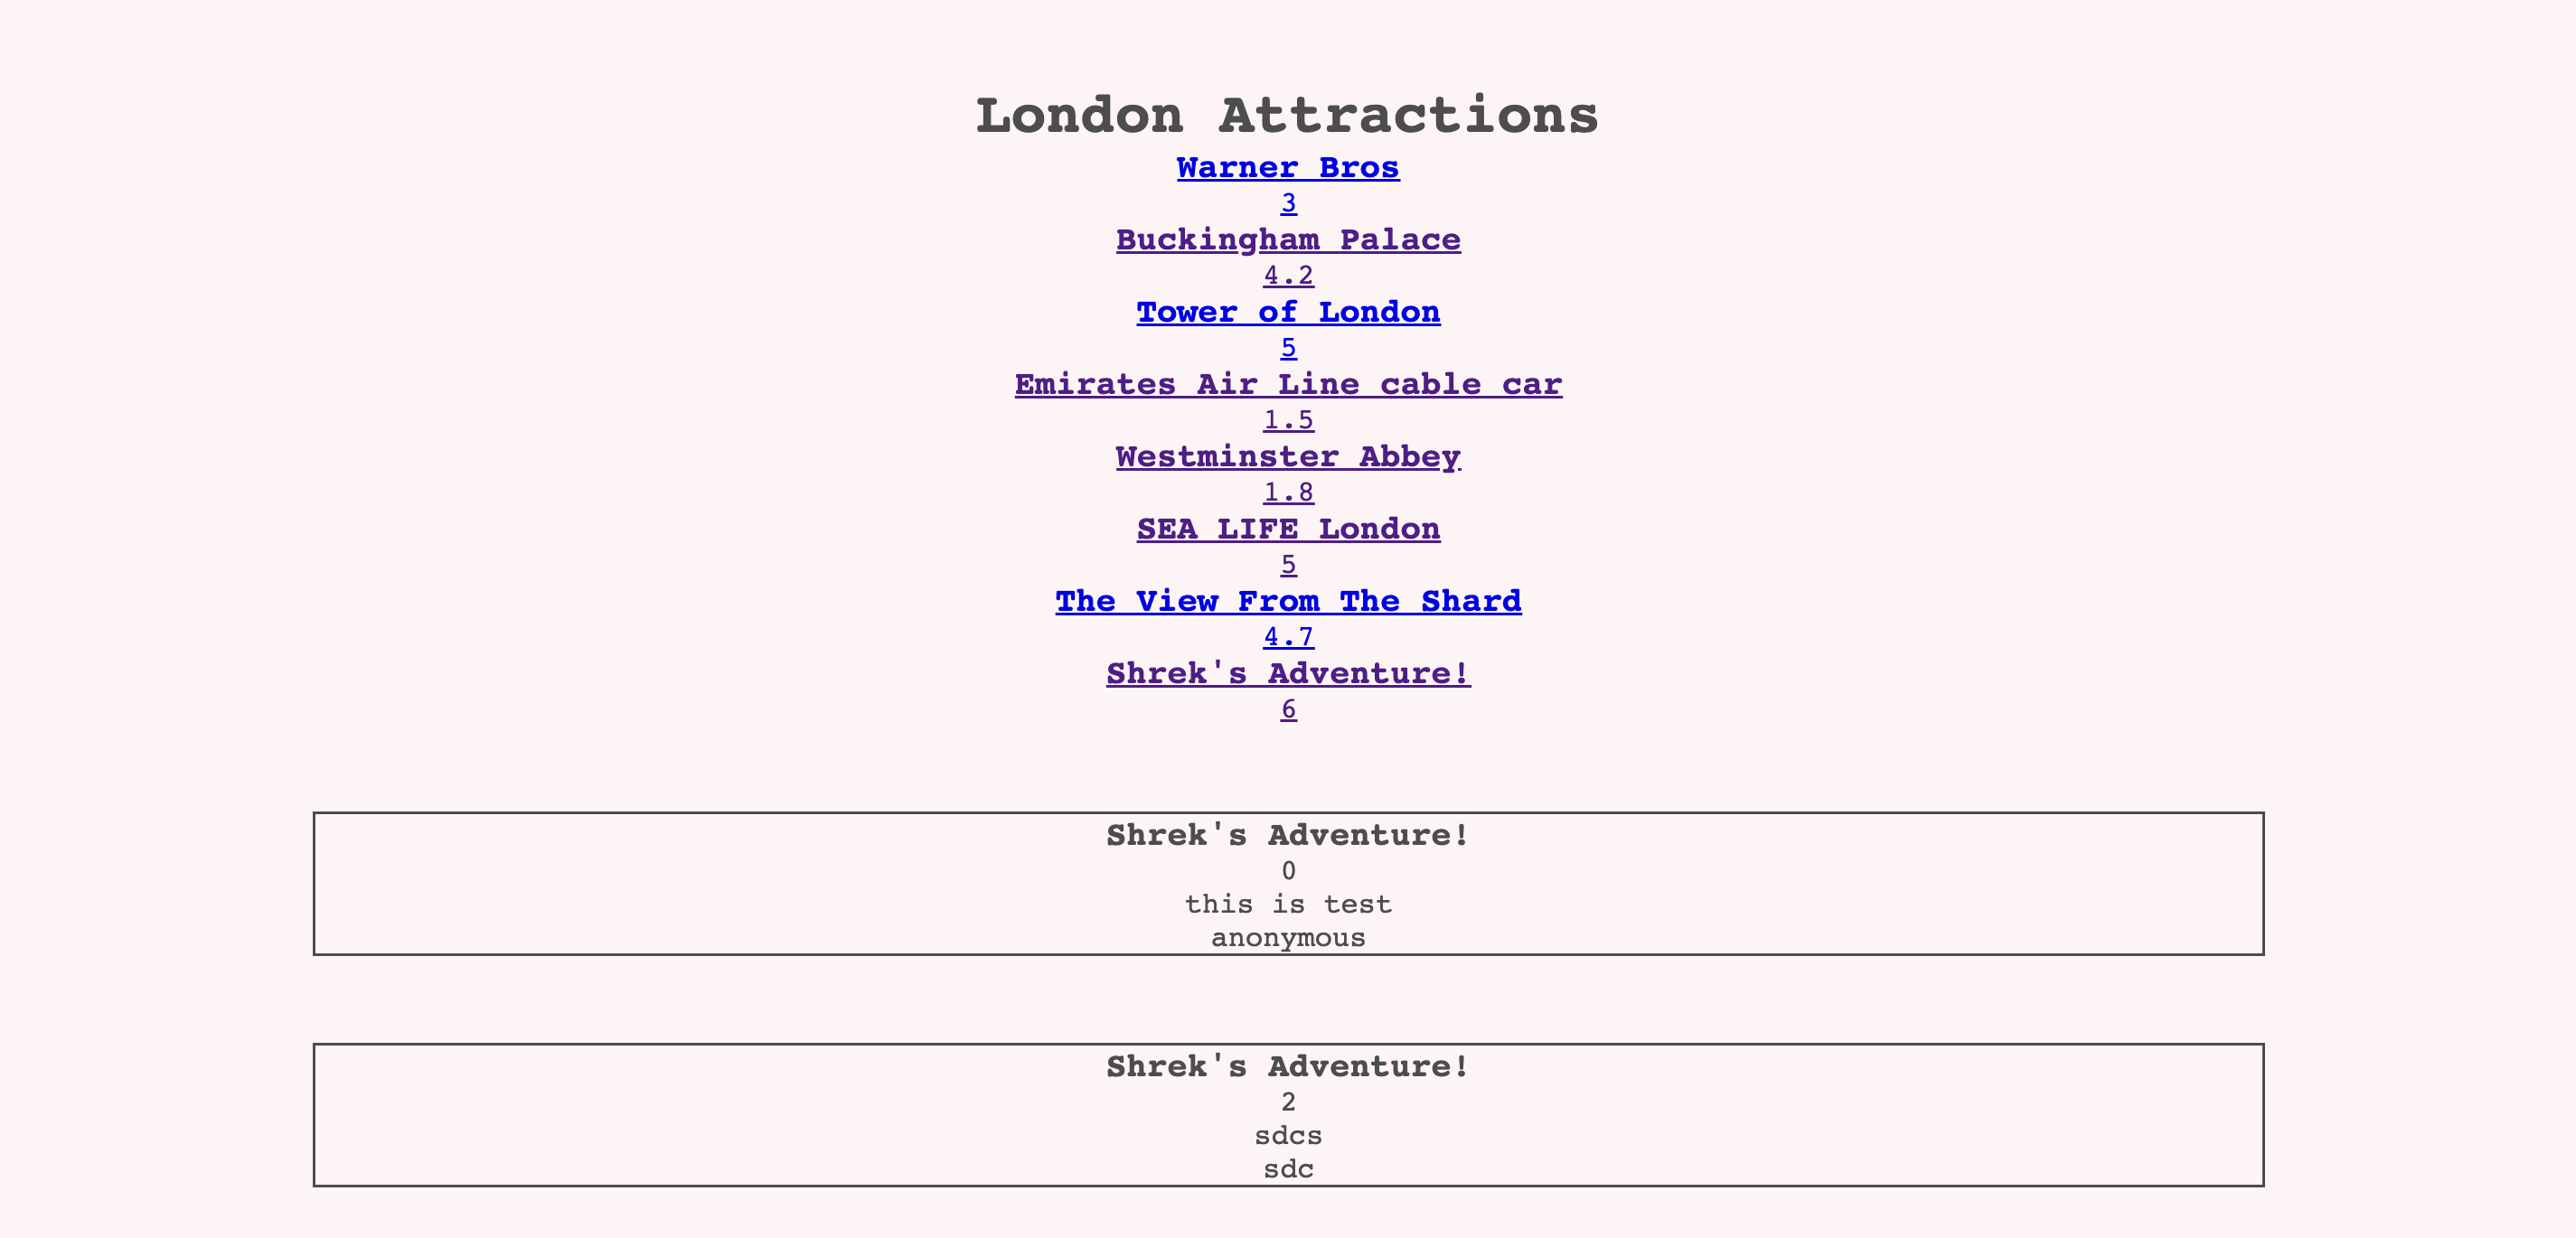 London Attractions
Warner Bros
3
Buckingham Palace
4.2
Tower of London
5
Emirates Air Line cable car
1.5
Westminster Abbey
1.8
SEA LIFE London
5
The View From The Shard
4.7
Shrek's Adventure!
6
Shrek's Adventure!
0
this is test
anonymous
Shrek's Adventure!
2
sdcs
sdc